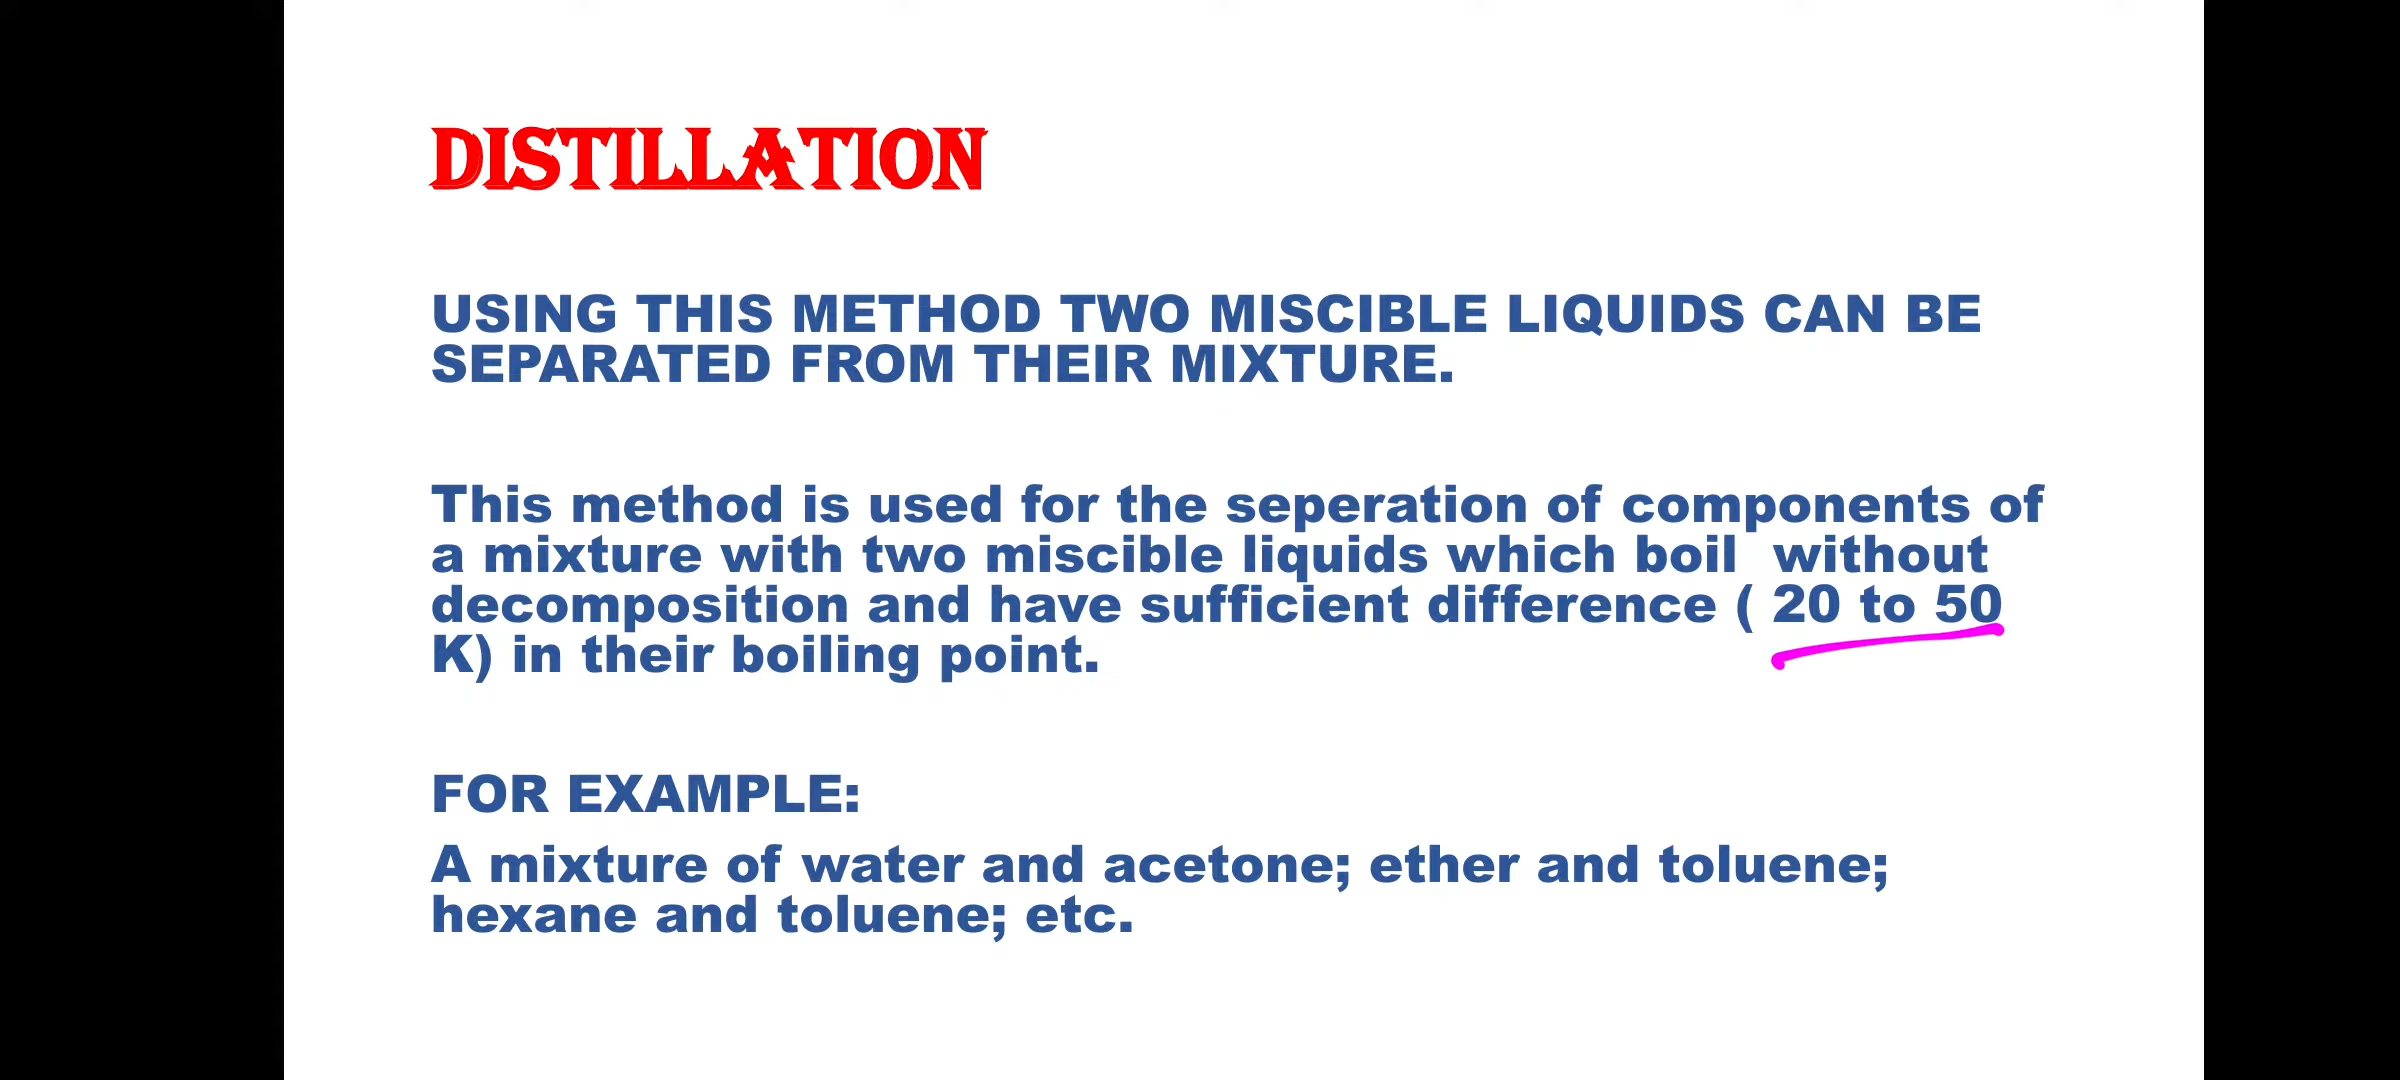 DISTILLATION
USING THIS METHOD TWO MISCIBLE LIQUIDS CAN BE
SEPARATED FROM THEIR MIXTURE.
This method is used for the seperation of components of
a mixture with two miscible liquids which boil  without
decomposition and have sufficient difference ( 20 to 50
K) in their boiling point.
FOR EXAMPLE:
A mixture of water and acetone; ether and toluene;
hexane and toluene; etc.